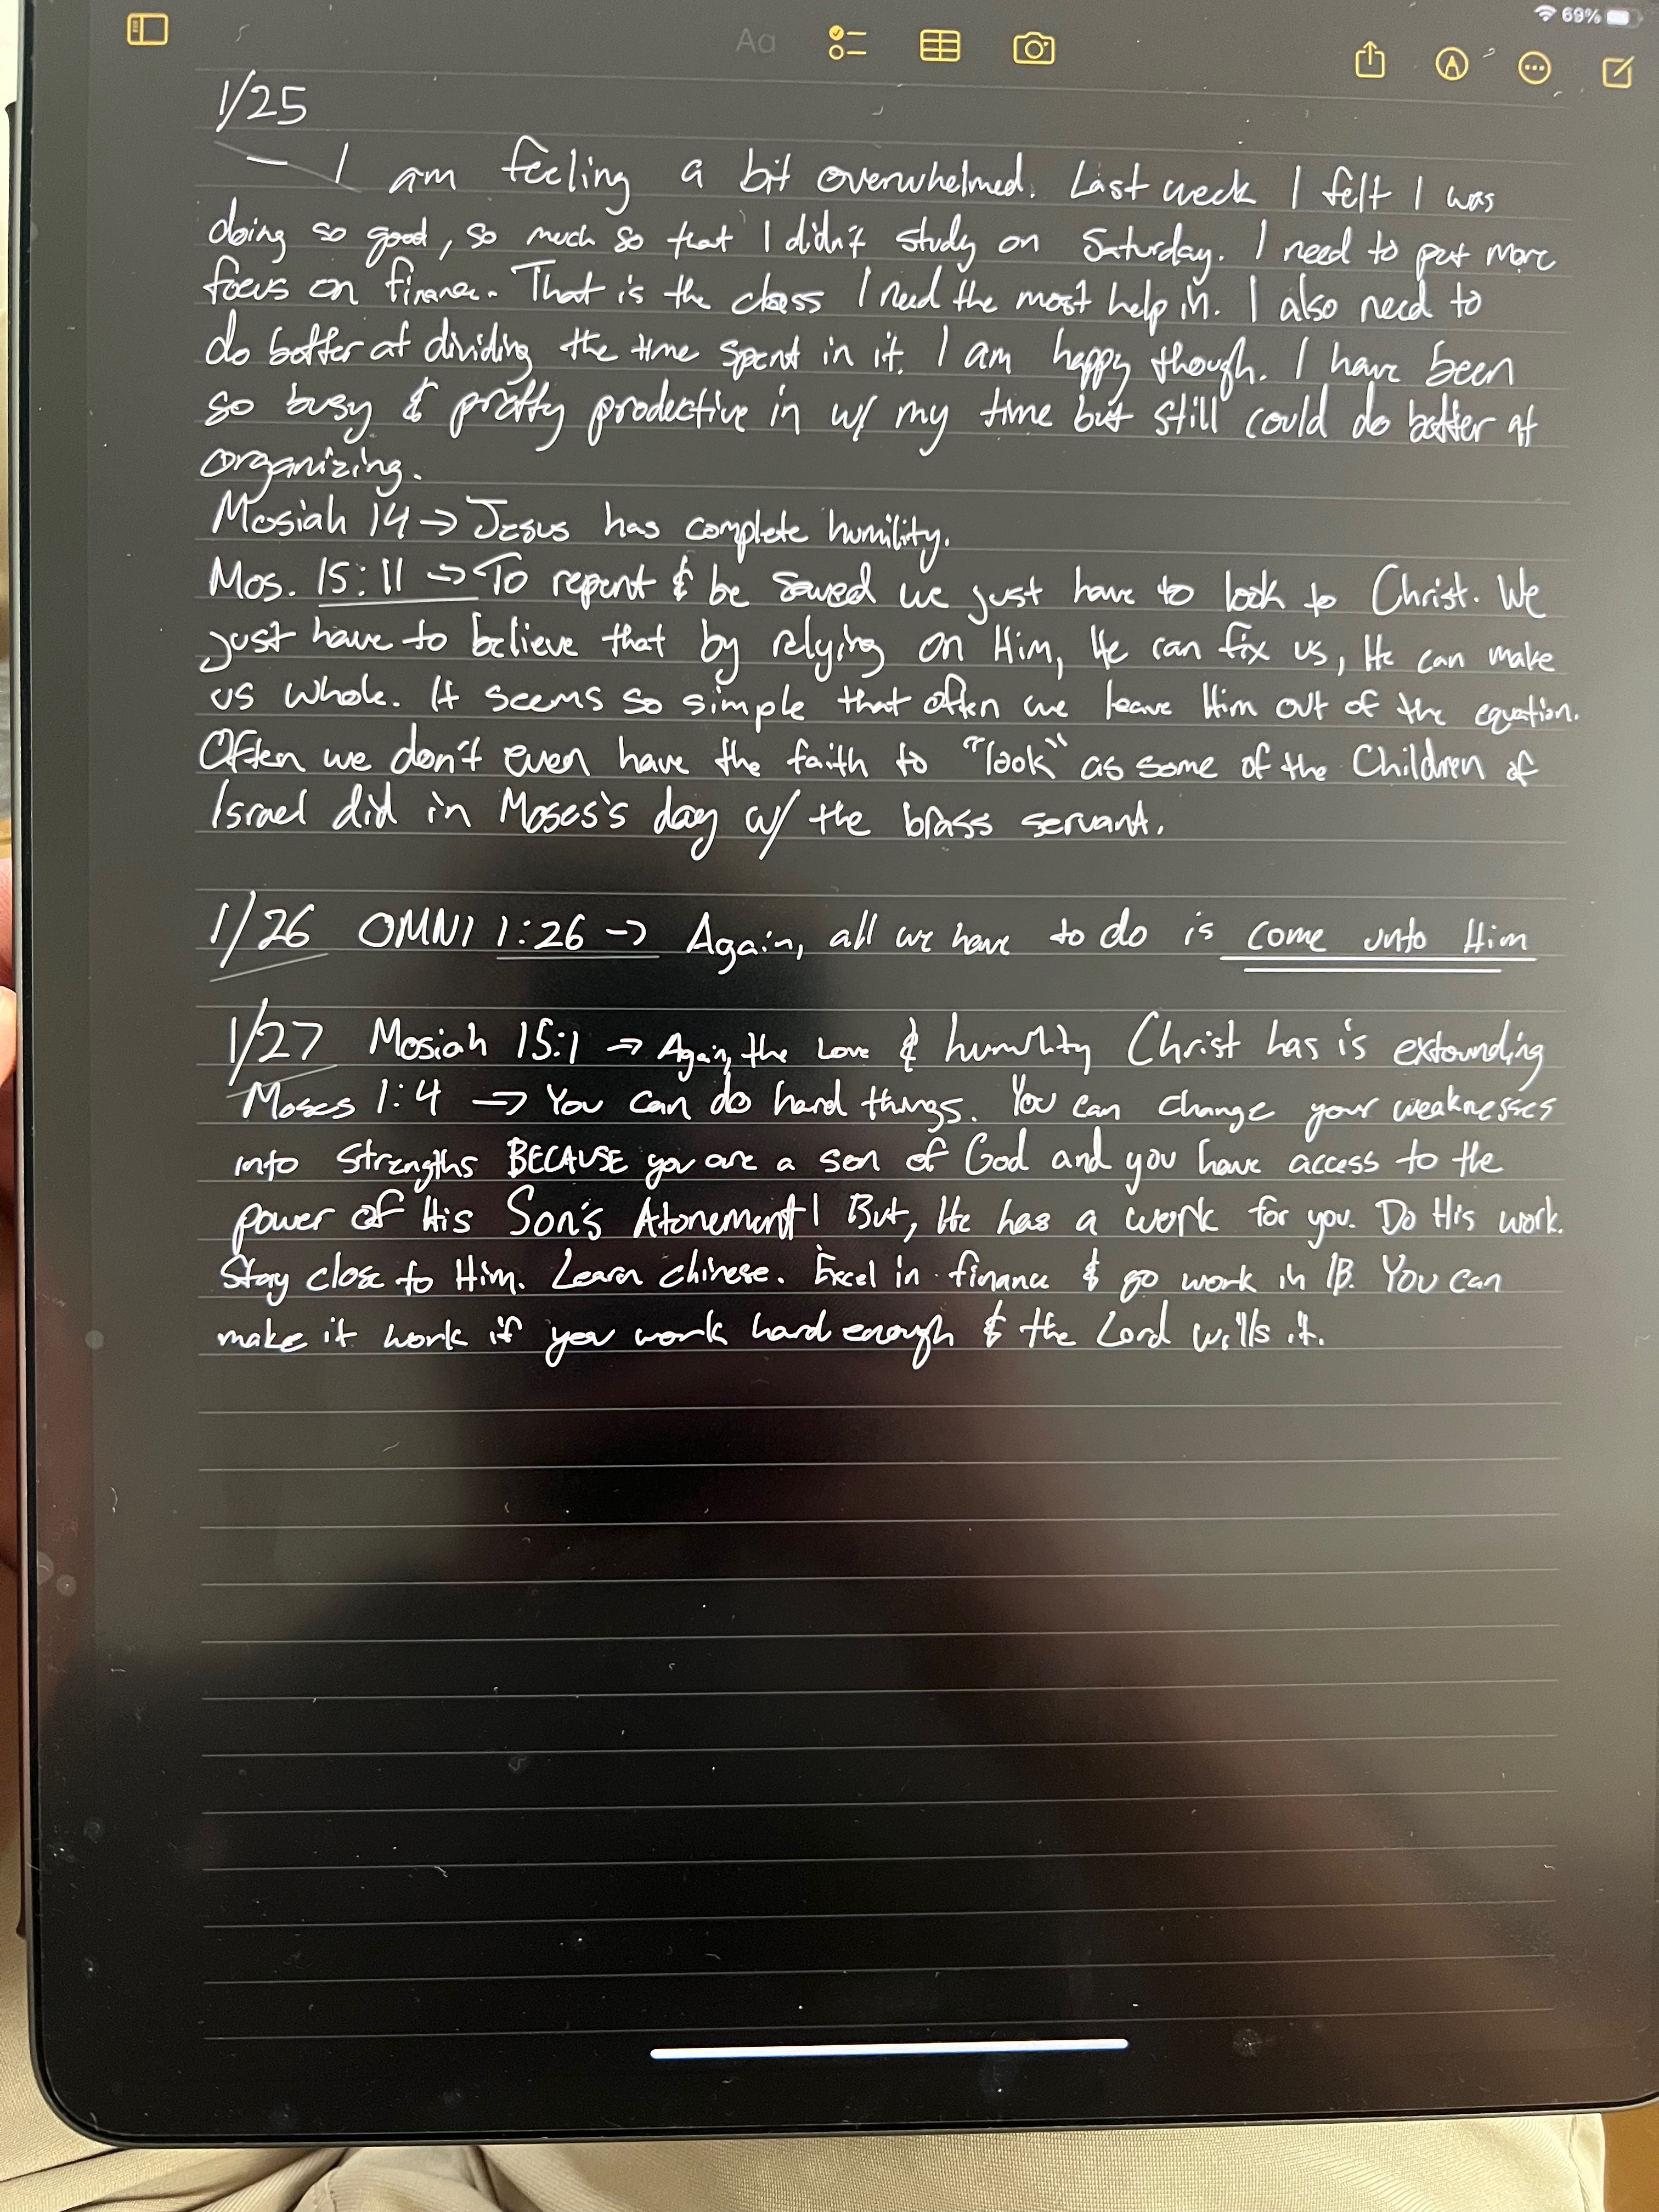 69%
Aa
1/25
— I am feeling a bit overwhelmed. Last week I felt I was
doing so good, so much so that I didn't study on Saturday. I need to put more
focus on finance. That is the class I need the most help in. I also need to
do better at dividing the time spent in it. I am happy though. I have been
so busy & pretty productive in w/ my time but still could do better at
organizing.
Mosiah 14 → Jesus has complete humility.
Mos. 15:11 → To repent & be saved we just have to look to Christ. We
just have to believe that by relying on Him, He can fix us, He can make
us whole. It seems so simple that often we leave Him out of the equation.
Often we don't even have the faith to "look" as some of the Children of
Israel did in Moses's day w/ the brass servant.
1/26 OMNI 1:26 → Again, all we have to do is come unto Him
1/27 Mosiah 15:1 → Again, the Love & humility Christ has is extounding
Moses 1:4 → You can do hard things. You can change your weaknesses
into strengths BECAUSE you are a son of God and you have access to the
power of His Son's Atonement! But, He has a work for you. Do His work.
Stay close to Him. Learn chinese. Excel in finance & go work in IB. You can
make it work if you work hard enough & the Lord wills it.